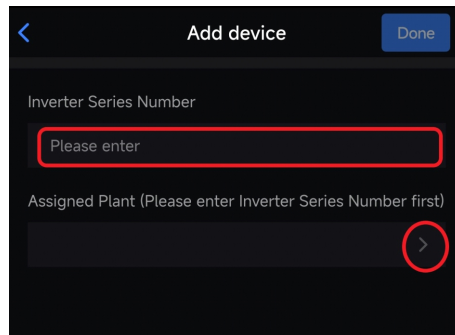 Add device
Done
Inverter Series Number
Please enter
Assigned Plant (Please enter Inverter Series Number first)